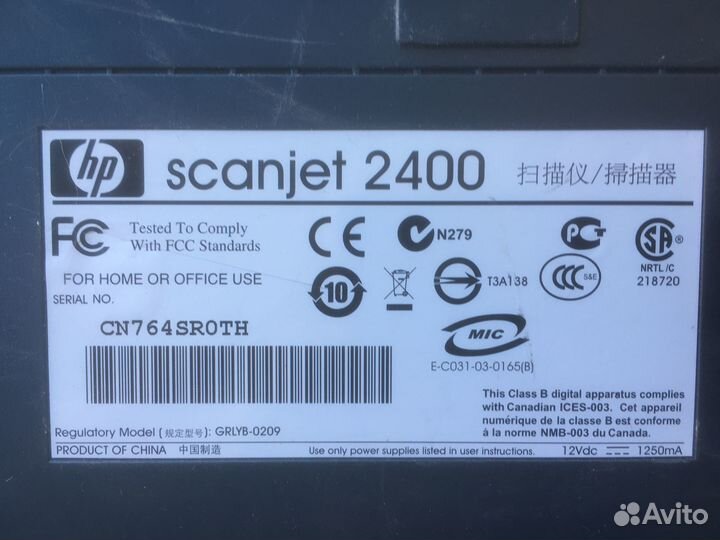 hp scanjet 2400 扫描仪/掃描器
FC Tested To Comply
With FCC Standards
CE N279 PCT SA
NRTL/C
218720
FOR HOME OR OFFICE USE
10 T3A138 CCC S&E
SERIAL NO.
CN764SR0TH
MIC
E-C031-03-0165(B)
This Class B digital apparatus complies
with Canadian ICES-003. Cet appareil
numérique de la classe B est conforme
à la norme NMB-003 du Canada.
Regulatory Model (规定型号): GRLYB-0209
PRODUCT OF CHINA 中国制造 Use only power supplies listed in user instructions. 12Vdc 1250mA
Avito